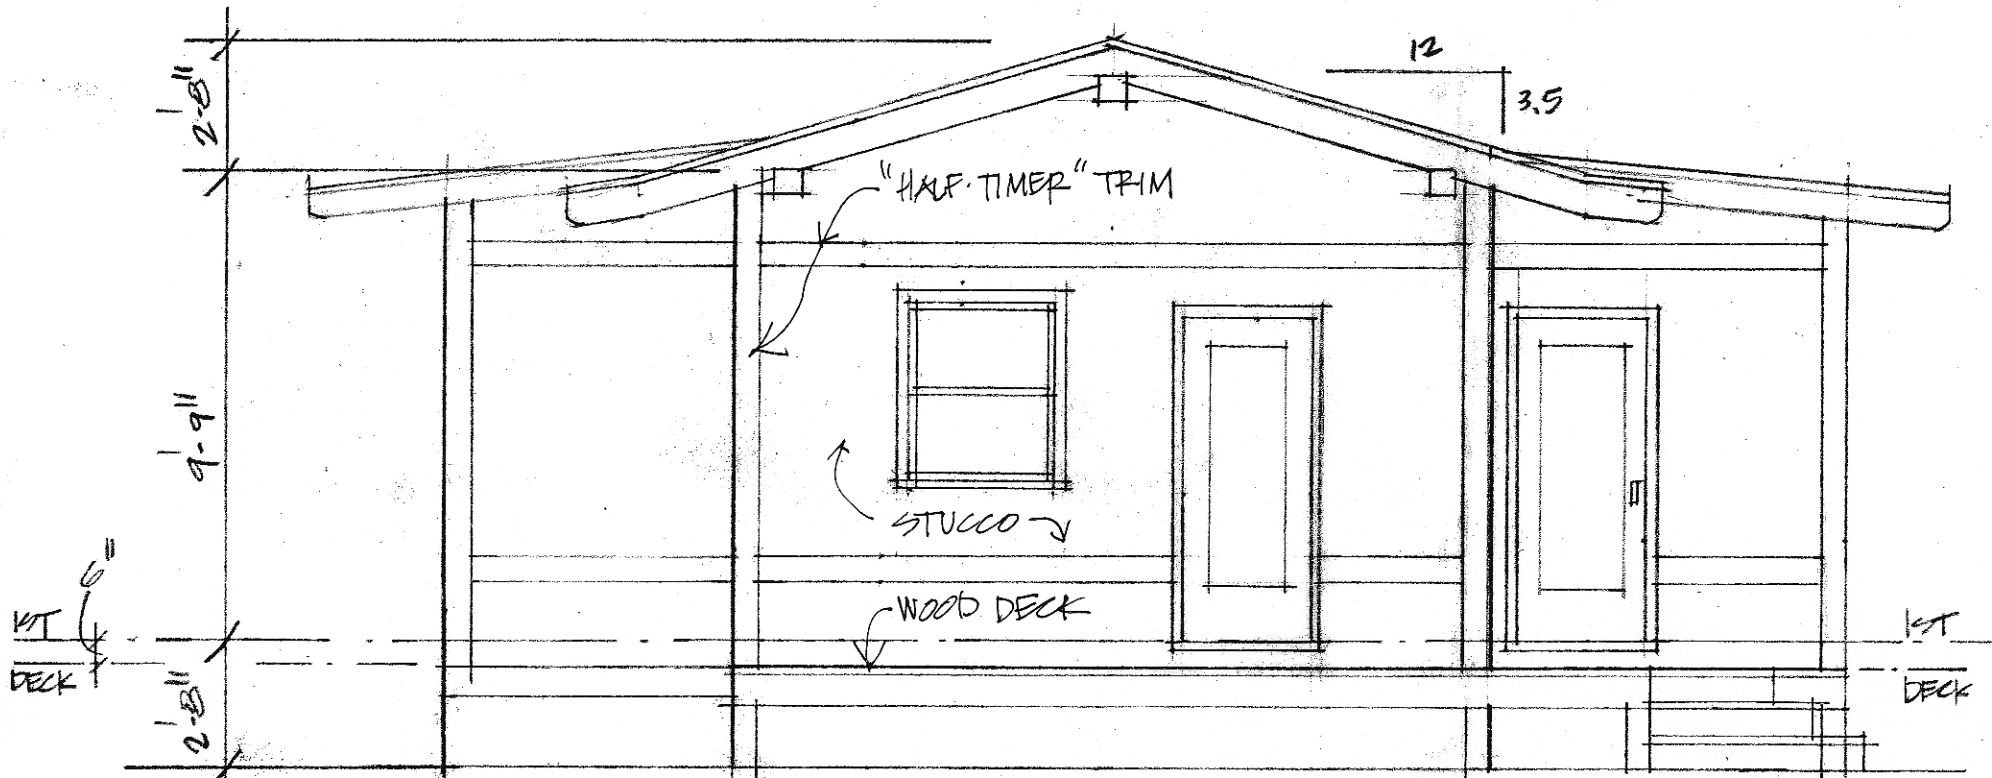 12
3.5
2'-8"
"HALF-TIMER" TRIM
9'-9"
STUCCO
6"
WOOD DECK
1ST
1ST
DECK
DECK
2'-8"